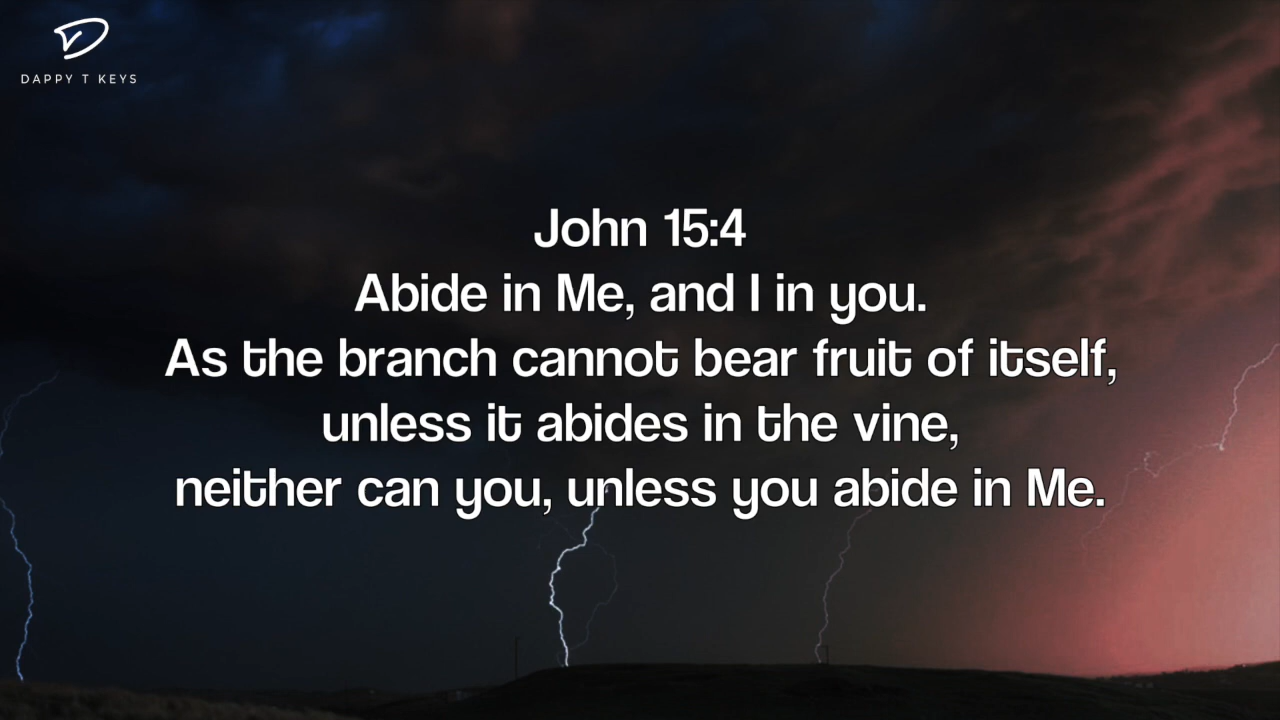 DAPPY T KEYS
John 15:4
Abide in Me, and I in you.
As the branch cannot bear fruit of itself,
unless it abides in the vine,
neither can you, unless you abide in Me.